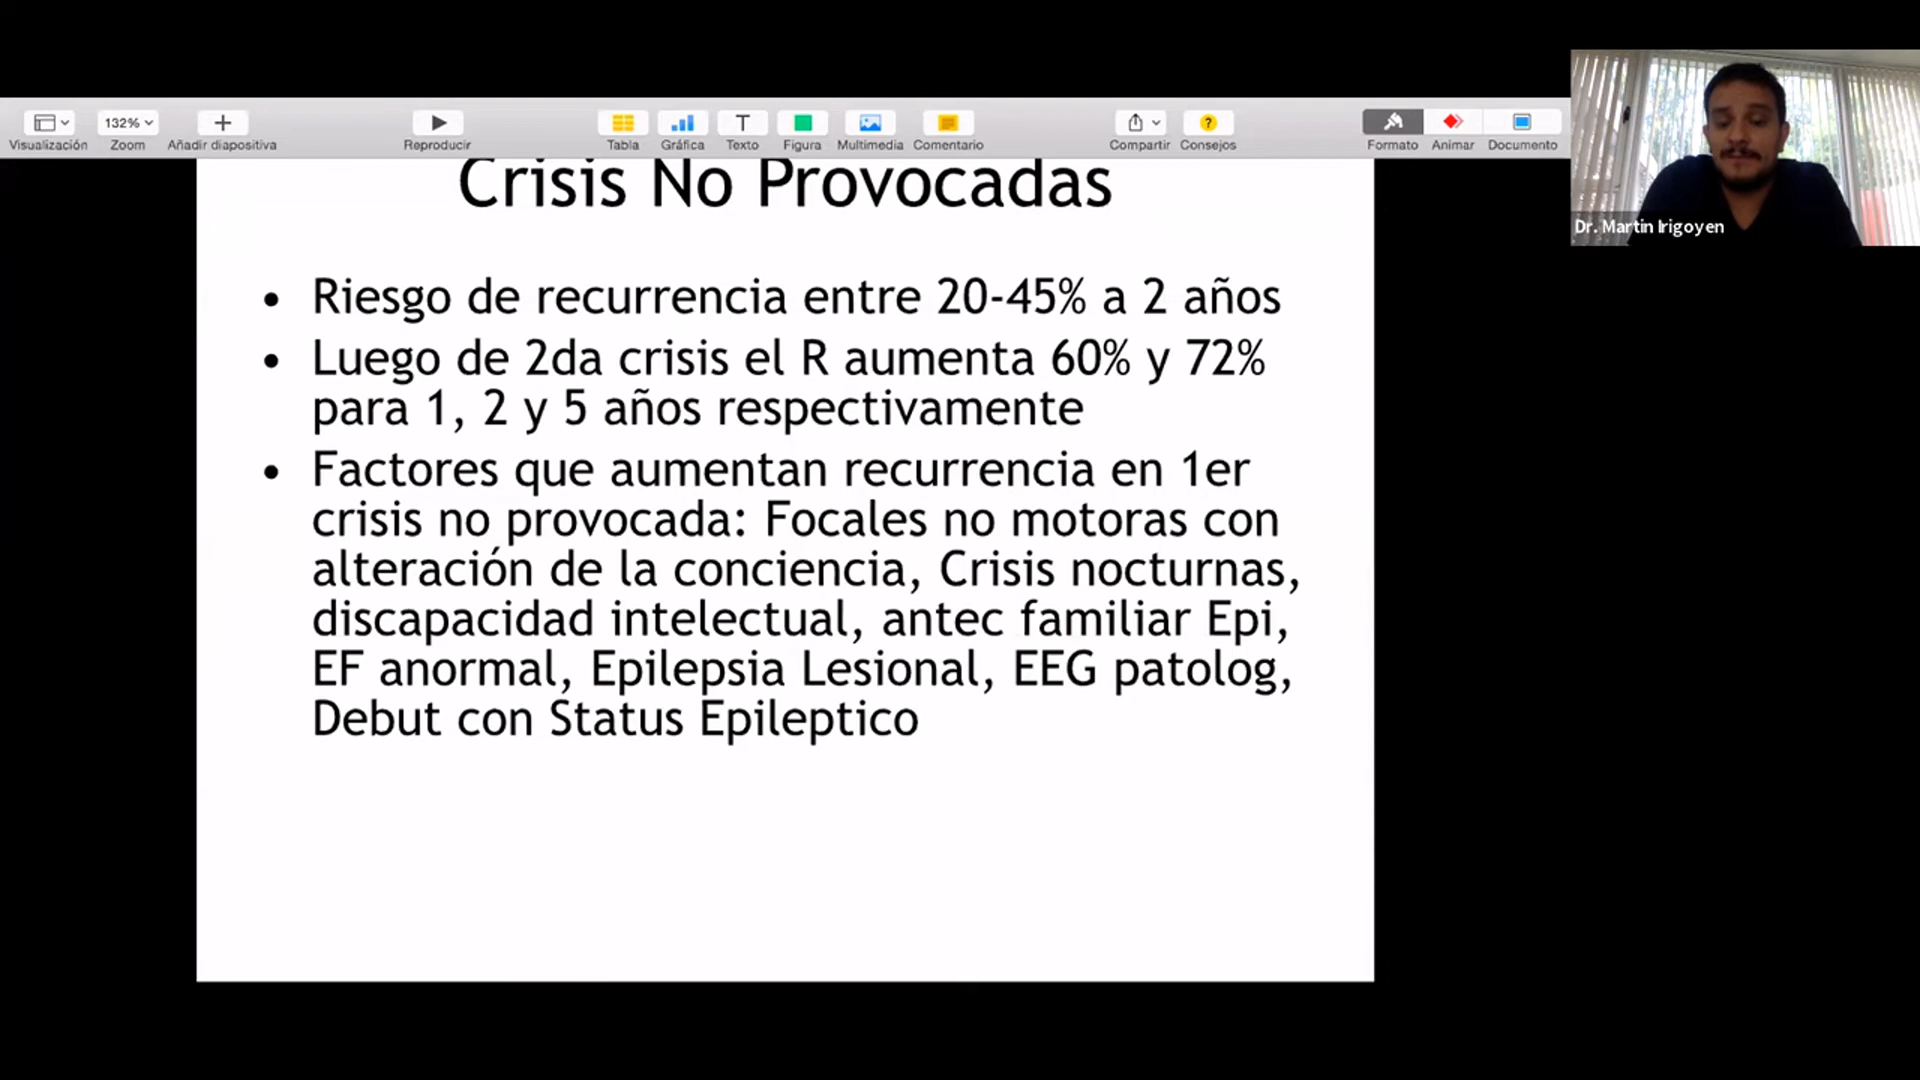 Visualización
132%
Zoom
Añadir diapositiva
Reproducir
Tabla
Gráfica
T
Texto
Figura
Multimedia
Comentario
Compartir
?
Consejos
Formato
Animar
Documento
Dr. Martin Irigoyen
Crisis No Provocadas
• Riesgo de recurrencia entre 20-45% a 2 años
• Luego de 2da crisis el R aumenta 60% y 72%
para 1, 2 y 5 años respectivamente
• Factores que aumentan recurrencia en 1er
crisis no provocada: Focales no motoras con
alteración de la conciencia, Crisis nocturnas,
discapacidad intelectual, antec familiar Epi,
EF anormal, Epilepsia Lesional, EEG patolog,
Debut con Status Epileptico